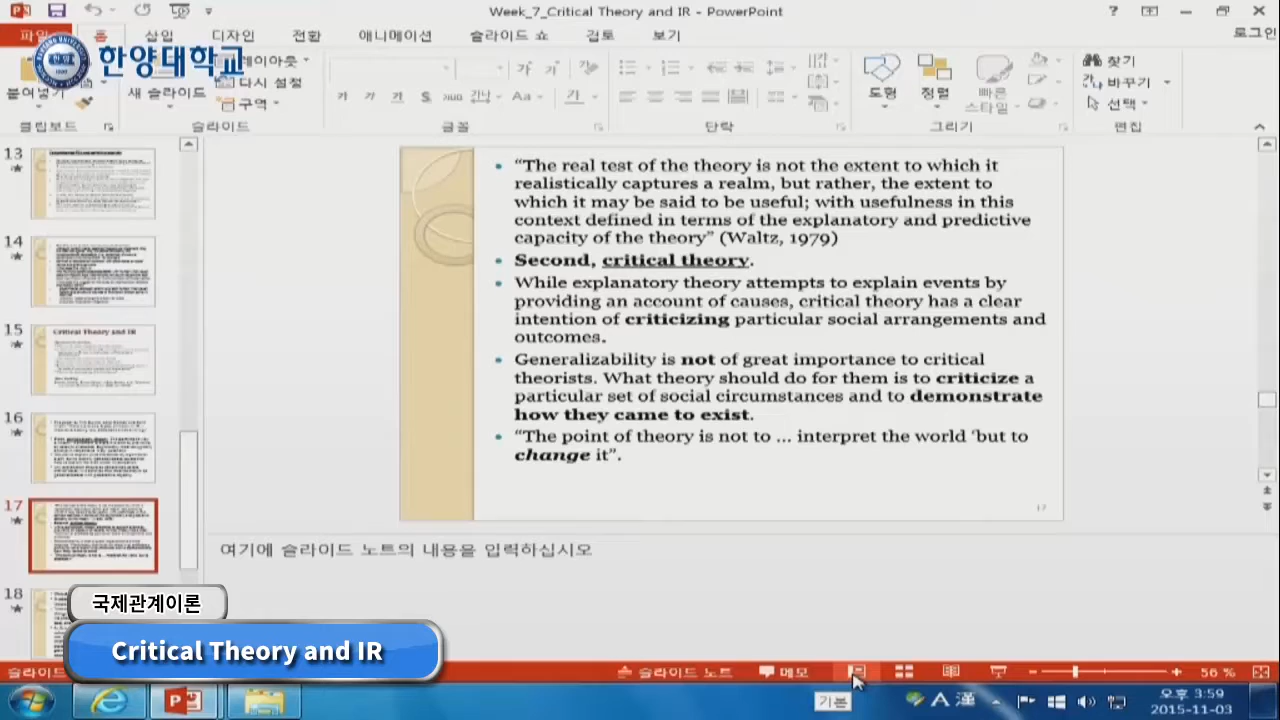 Week_7_Critical Theory and IR - PowerPoint
파일
홈
삽입
디자인
전환
애니메이션
슬라이드 쇼
검토
보기
로그인
한양대학교
레이아웃
다시 설정
구역
붙여넣기
새 슬라이드
도형
정렬
빠른
스타일
찾기
바꾸기
선택
클립보드
슬라이드
글꼴
단락
그리기
편집
13
14
15
Critical Theory and IR
16
17
18
• “The real test of the theory is not the extent to which it
realistically captures a realm, but rather, the extent to
which it may be said to be useful; with usefulness in this
context defined in terms of the explanatory and predictive
capacity of the theory” (Waltz, 1979)
• Second, critical theory.
• While explanatory theory attempts to explain events by
providing an account of causes, critical theory has a clear
intention of criticizing particular social arrangements and
outcomes.
• Generalizability is not of great importance to critical
theorists. What theory should do for them is to criticize a
particular set of social circumstances and to demonstrate
how they came to exist.
• “The point of theory is not to ... interpret the world ‘but to
change it”.
17
여기에 슬라이드 노트의 내용을 입력하십시오
국제관계이론
Critical Theory and IR
슬라이드
슬라이드 노트
메모
56 %
기본
A 漢
오후 3:59
2015-11-03